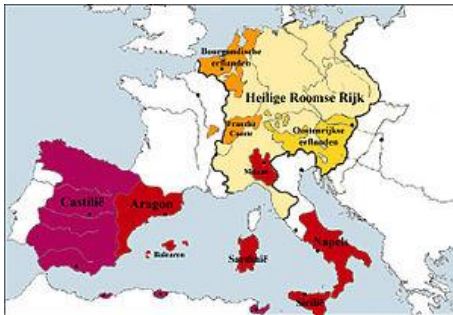 Bourgondische
erflanden
Heilige Roomse Rijk
Franche
Comté
Oostenrijkse
erflanden
Milaan
Castilië
Aragon
Napels
Balearen
Sardinië
Sicilië